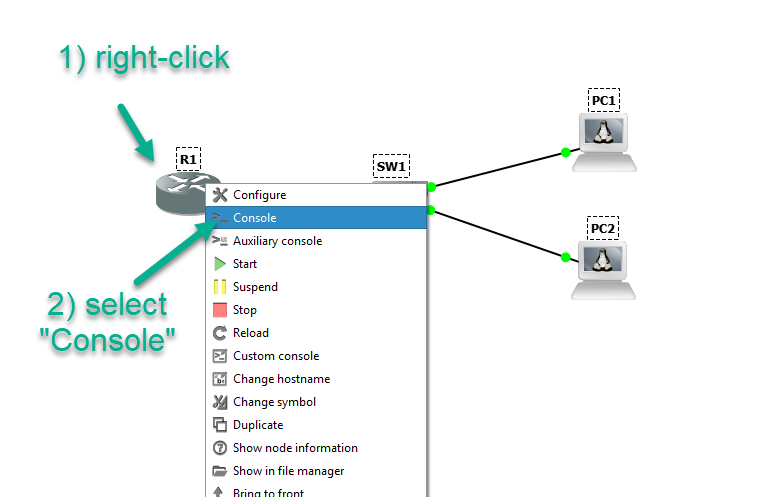 1) right-click
PC1
R1
SW1
Configure
Console
Auxiliary console
PC2
Start
2) select
"Console"
Suspend
Stop
Reload
Custom console
Change hostname
Change symbol
Duplicate
Show node information
Show in file manager
Bring to front